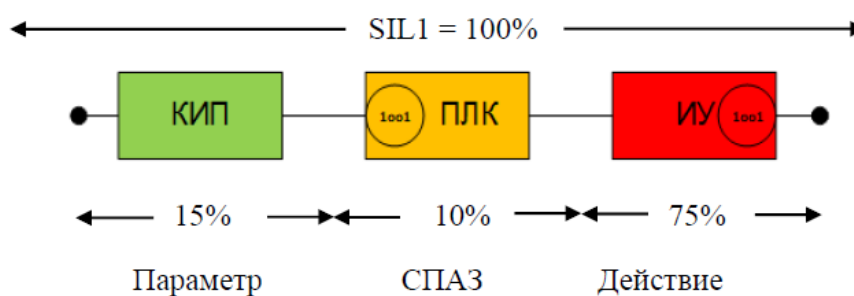 SIL1 = 100%
КИП
1oo1 ПЛК
ИУ 1oo1
15% 10% 75%
Параметр СПАЗ Действие